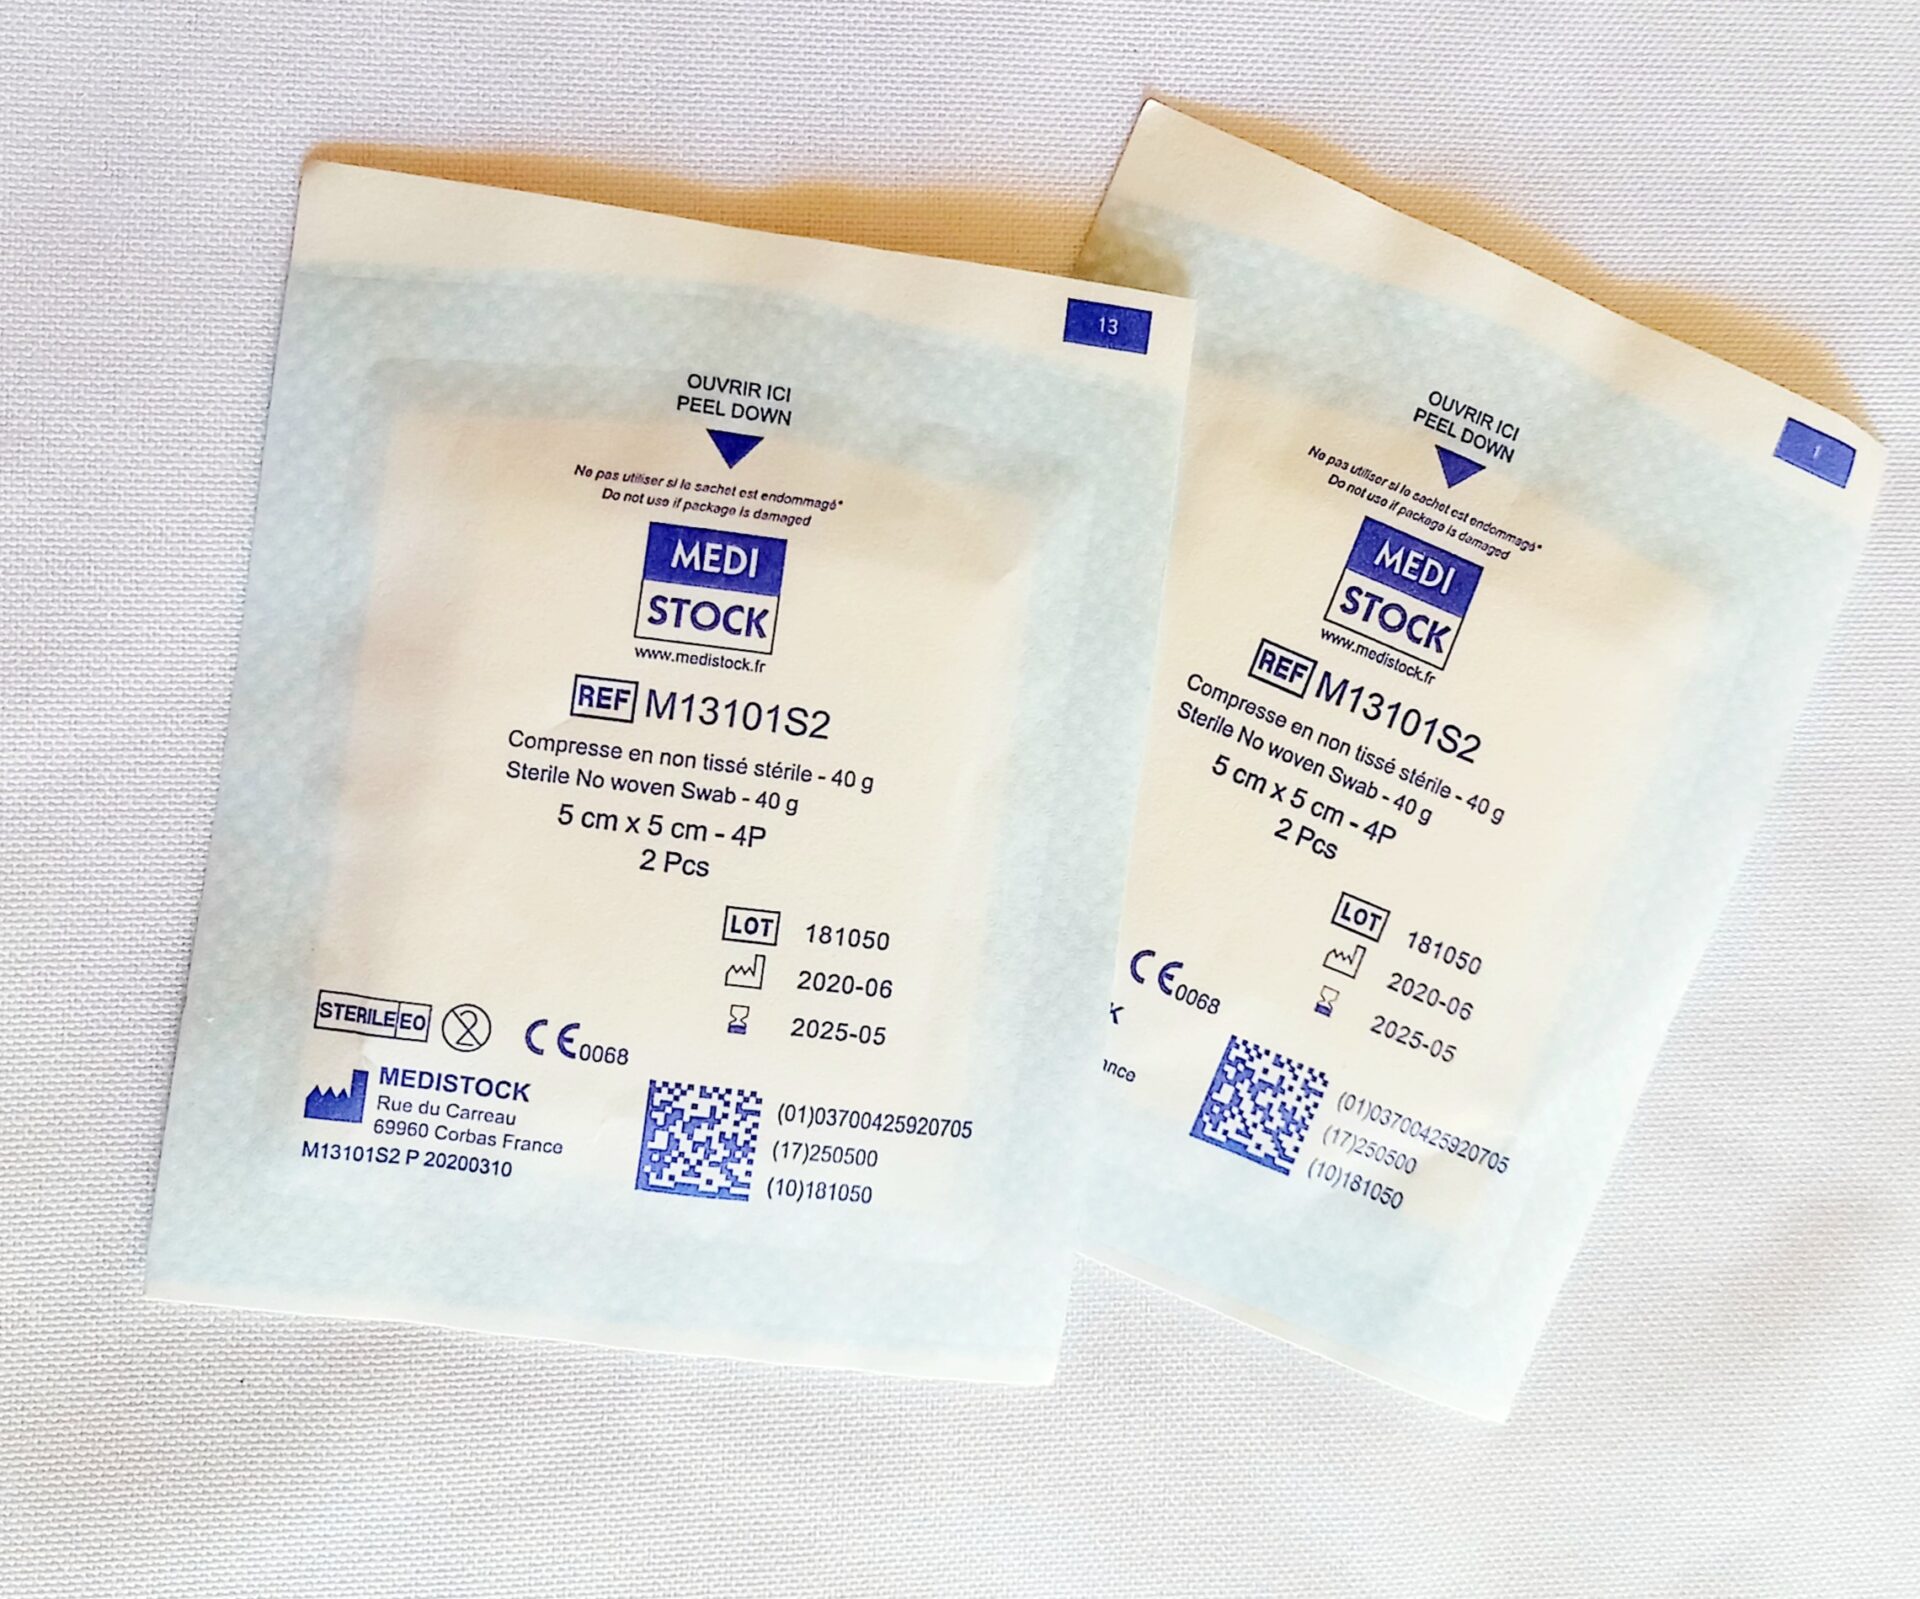 13
OUVRIR ICI
PEEL DOWN
Ne pas utiliser si le sachet est endommagé*
Do not use if package is damaged
MEDI
STOCK
www.medistock.fr
REF M13101S2
Compresse en non tissé stérile - 40 g
Sterile No woven Swab - 40 g
5 cm x 5 cm - 4P
2 Pcs
LOT 181050
2020-06
2025-05
STERILE EO 2 CE 0068
MEDISTOCK
Rue du Carreau
69960 Corbas France
M13101S2 P 20200310
(01)03700425920705
(17)250500
(10)181050
1
OUVRIR ICI
PEEL DOWN
Ne pas utiliser si le sachet est endommagé*
Do not use if package is damaged
MEDI
STOCK
www.medistock.fr
REF M13101S2
Compresse en non tissé stérile - 40 g
Sterile No woven Swab - 40 g
5 cm x 5 cm - 4P
2 Pcs
LOT 181050
2020-06
2025-05
CE 0068
K
ance
(01)03700425920705
(17)250500
(10)181050